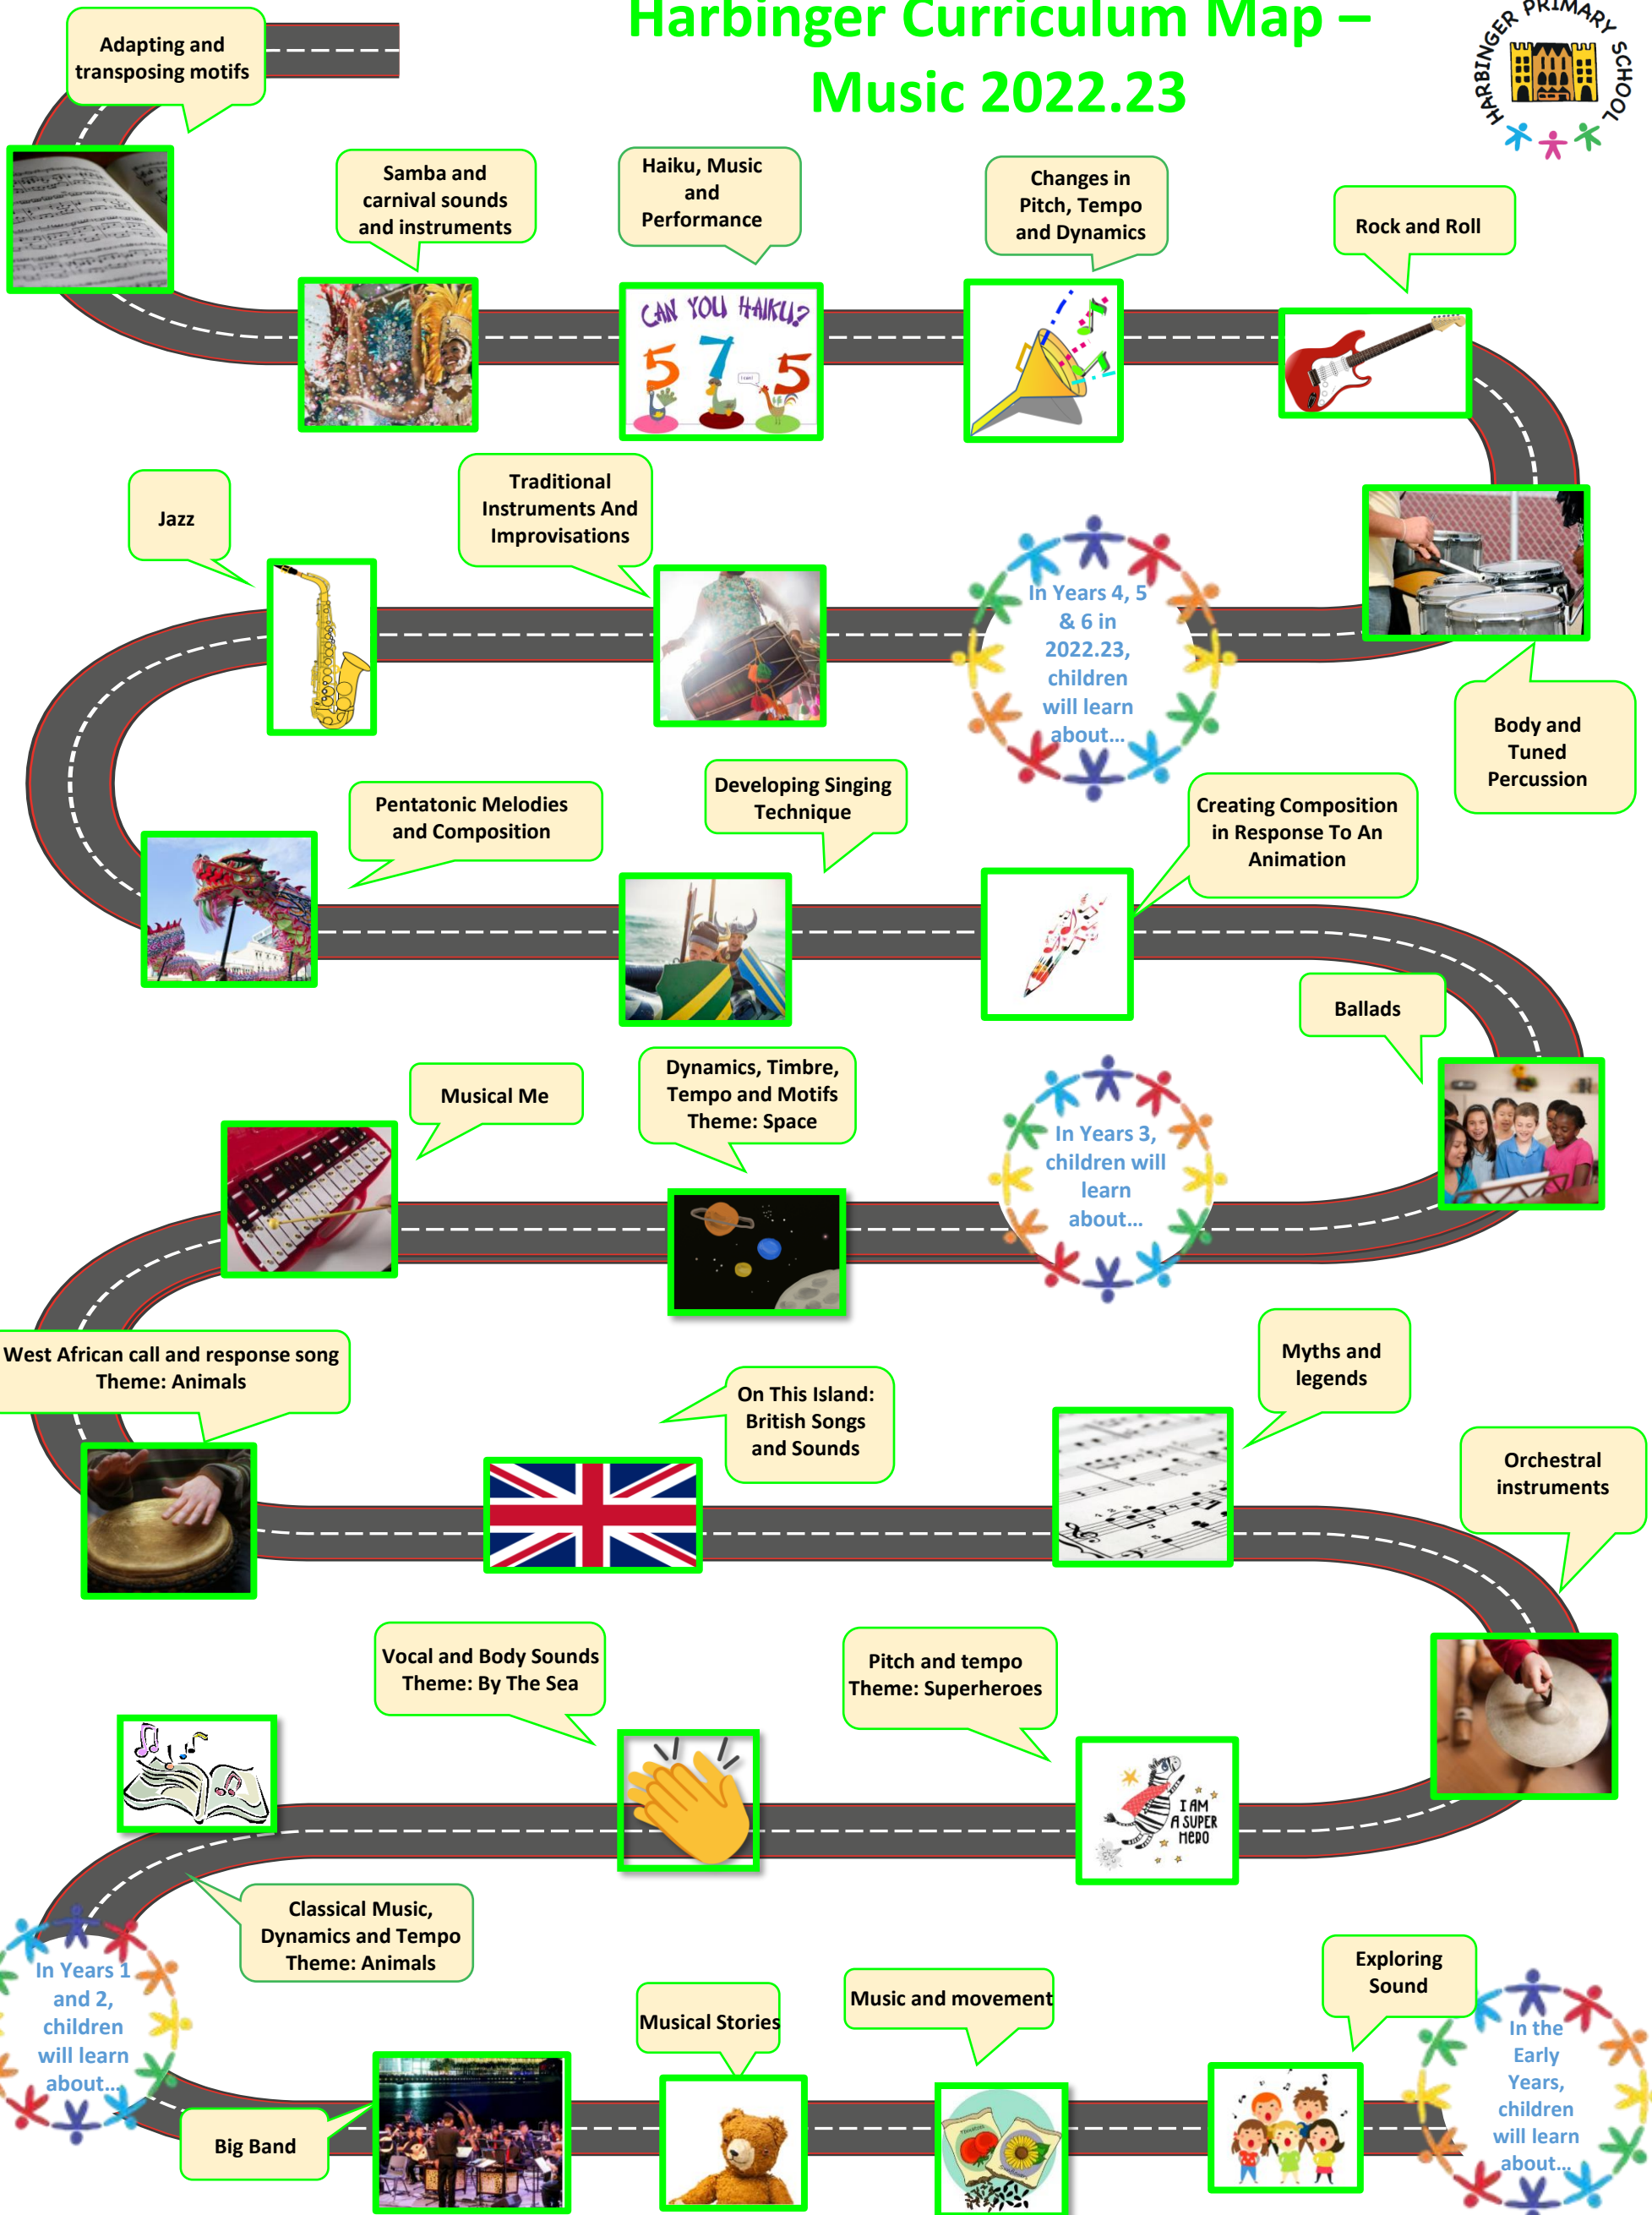 Harbinger Curriculum Map –
Music 2022.23
HARBINGER PRIMARY SCHOOL
Adapting and
transposing motifs
Samba and
carnival sounds
and instruments
Haiku, Music
and
Performance
Changes in
Pitch, Tempo
and Dynamics
Rock and Roll
CAN YOU HAIKU?
5 7 5
Jazz
Traditional
Instruments And
Improvisations
In Years 4, 5
& 6 in
2022.23,
children
will learn
about...
Body and
Tuned
Percussion
Pentatonic Melodies
and Composition
Developing Singing
Technique
Creating Composition
in Response To An
Animation
Ballads
Musical Me
Dynamics, Timbre,
Tempo and Motifs
Theme: Space
In Years 3,
children will
learn
about...
West African call and response song
Theme: Animals
On This Island:
British Songs
and Sounds
Myths and
legends
Orchestral
instruments
Vocal and Body Sounds
Theme: By The Sea
Pitch and tempo
Theme: Superheroes
I AM
A SUPER
HERO
Classical Music,
Dynamics and Tempo
Theme: Animals
In Years 1
and 2,
children
will learn
about...
Big Band
Musical Stories
Music and movement
Exploring
Sound
In the
Early
Years,
children
will learn
about...